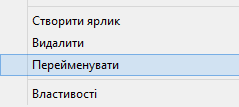 Створити ярлик
Видалити
Перейменувати
Властивості